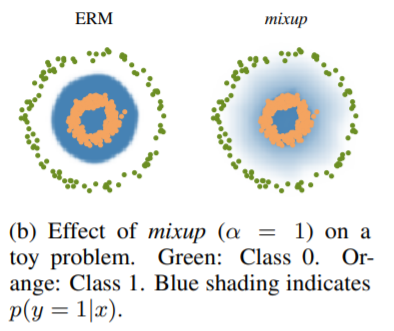 ERM
mixup
(b) Effect of mixup (α = 1) on a
toy problem. Green: Class 0. Or-
ange: Class 1. Blue shading indicates
p(y = 1|x).